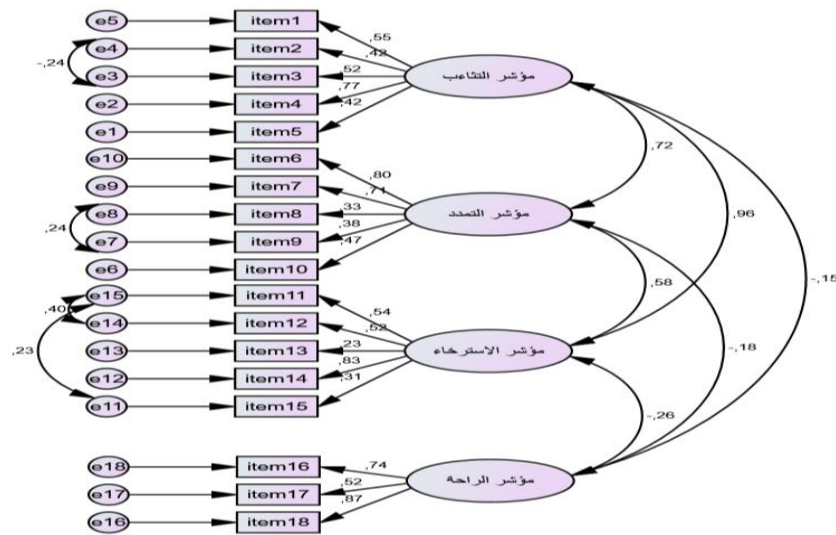 e5 item1 ,55
e4 item2 ,42
-,24
e3 item3 ,52 مؤشر التثاءب
e2 item4 ,77
e1 item5 ,42
e10 item6 ,80 ,72
e9 item7 ,71
e8 item8 ,33 مؤشر التمدد ,96
,24
e7 item9 ,38
e6 item10 ,47
e15 item11 ,54 ,58 -,15
,40
e14 item12 ,52
,23
e13 item13 ,23 مؤشر الاسترخاء -,18
e12 item14 ,83
e11 item15 ,31
-,26
e18 item16 ,74
e17 item17 ,52 مؤشر الراحة
e16 item18 ,87